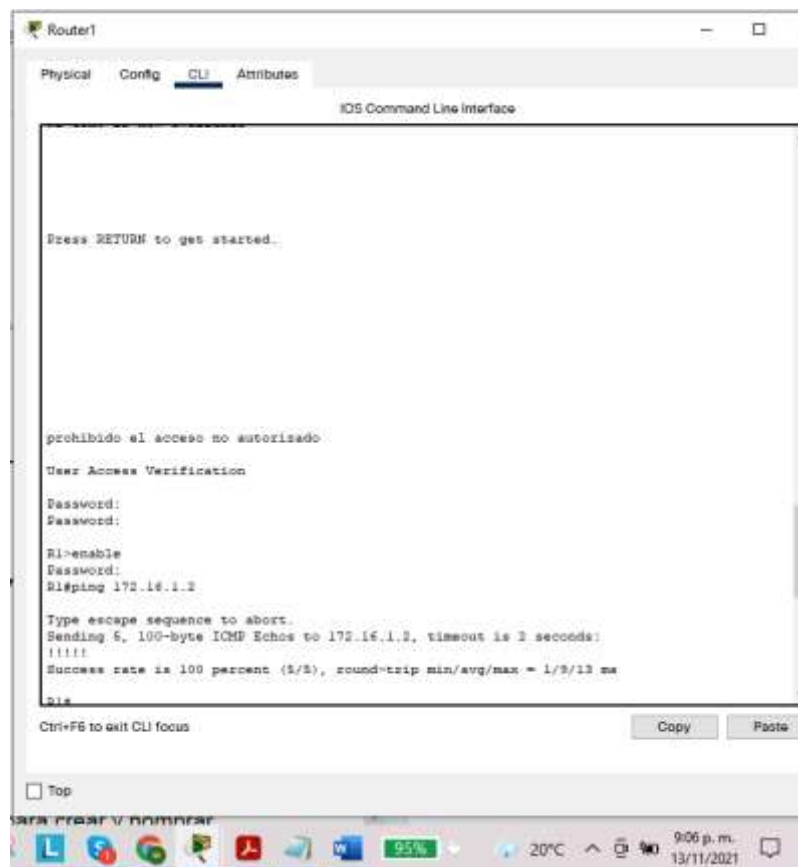 Router1
Physical Config CLI Attributes
IOS Command Line Interface
Press RETURN to get started.
prohibido el acceso no autorizado
User Access Verification
Password:
Password:
R1>enable
Password:
R1#ping 172.16.1.2
Type escape sequence to abort.
Sending 5, 100-byte ICMP Echos to 172.16.1.2, timeout is 2 seconds:
!!!!!
Success rate is 100 percent (5/5), round-trip min/avg/max = 1/9/13 ms
R1#
Ctrl+F6 to exit CLI focus
Copy Paste
Top
para crear y nombrar
95% 20°C 9:06 p. m.
13/11/2021